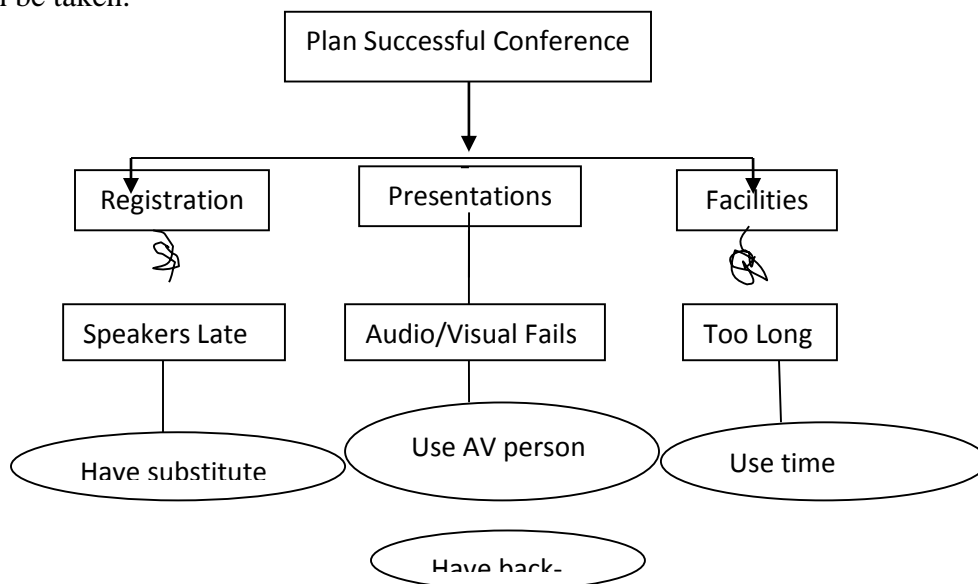 be taken.
Plan Successful Conference
Registration
Presentations
Facilities
Speakers Late
Audio/Visual Fails
Too Long
Have substitute
Use AV person
Use time
Have back-